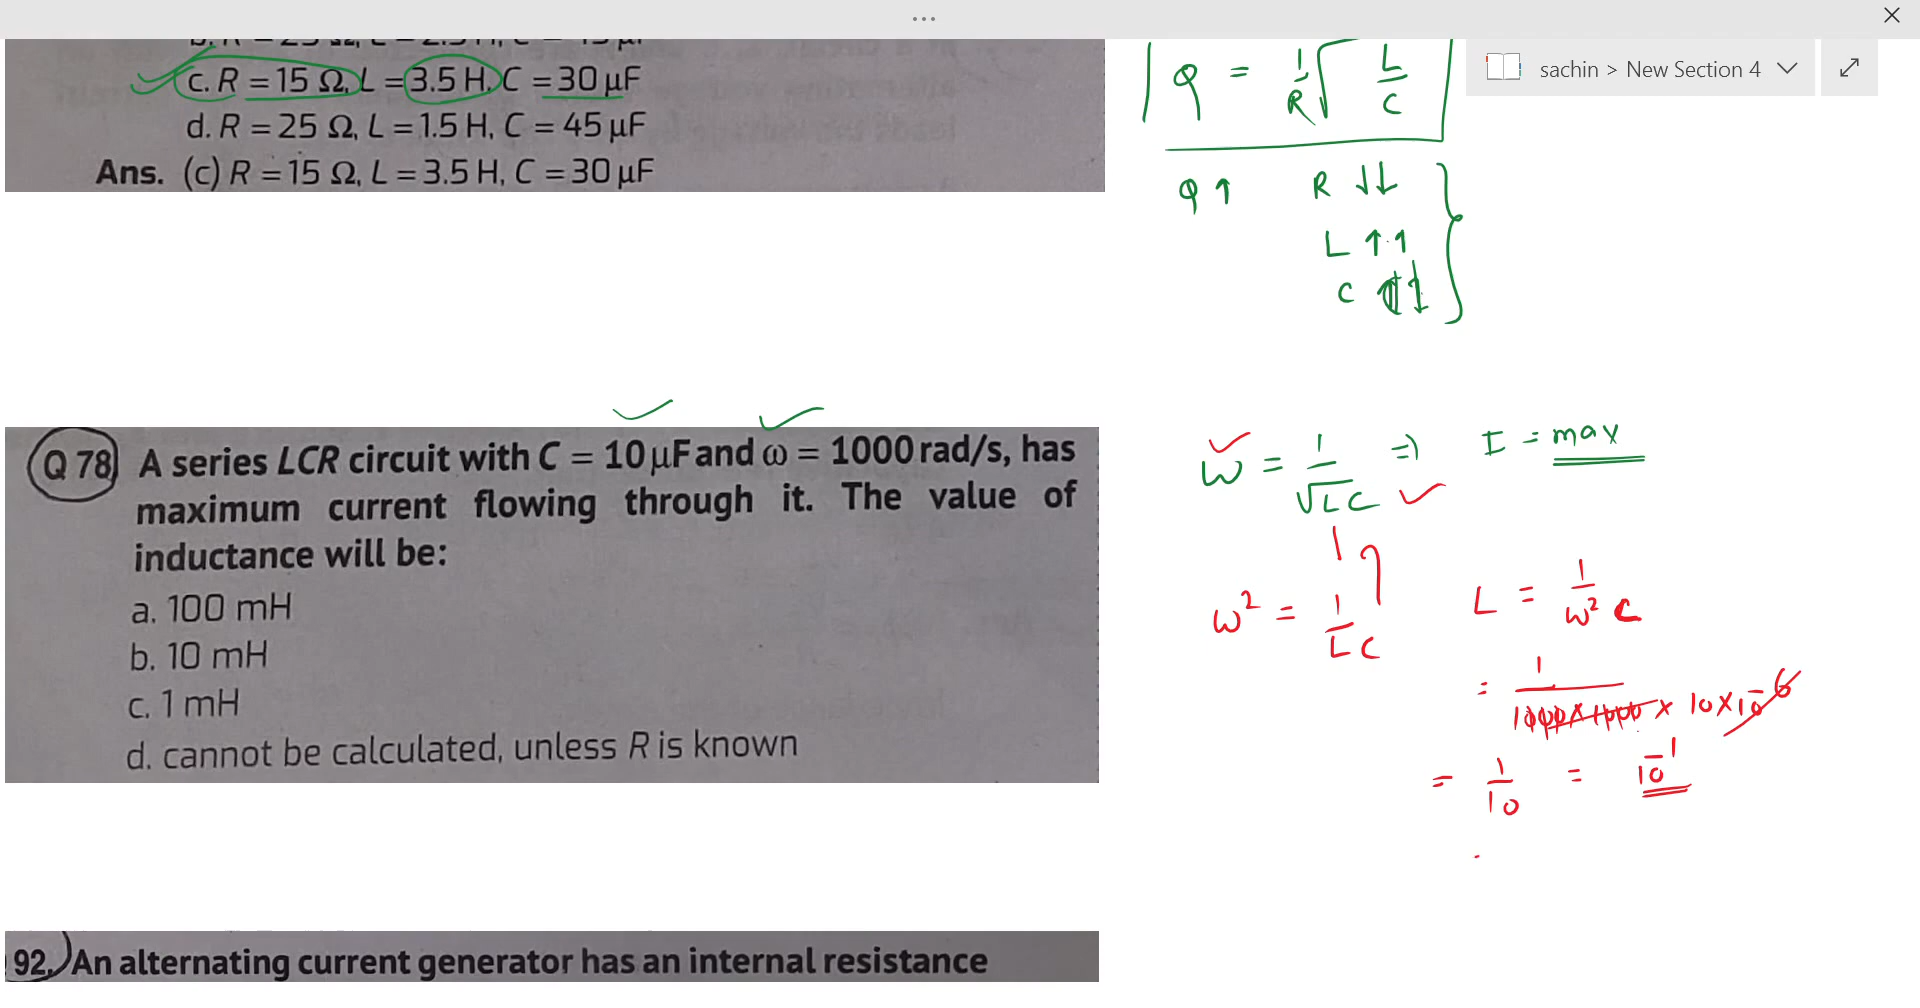 ...
c. R = 15 Ω, L = 3.5 H, C = 30 μF
d. R = 25 Ω, L = 1.5 H, C = 45 μF
Ans. (c) R = 15 Ω, L = 3.5 H, C = 30 μF
Q = 1/R √ L/C
sachin > New Section 4
Q ↑ R ↓↓
L ↑↑
C
Q 78 A series LCR circuit with C = 10 μF and ω = 1000 rad/s, has
maximum current flowing through it. The value of
inductance will be:
a. 100 mH
b. 10 mH
c. 1 mH
d. cannot be calculated, unless R is known
ω = 1/√LC ⇒ I = max
ω² = 1/LC
L = 1/ω² C
= 1/1000 × 1000 × 10 × 10⁻⁶
= 1/10 = 10⁻¹
92. An alternating current generator has an internal resistance